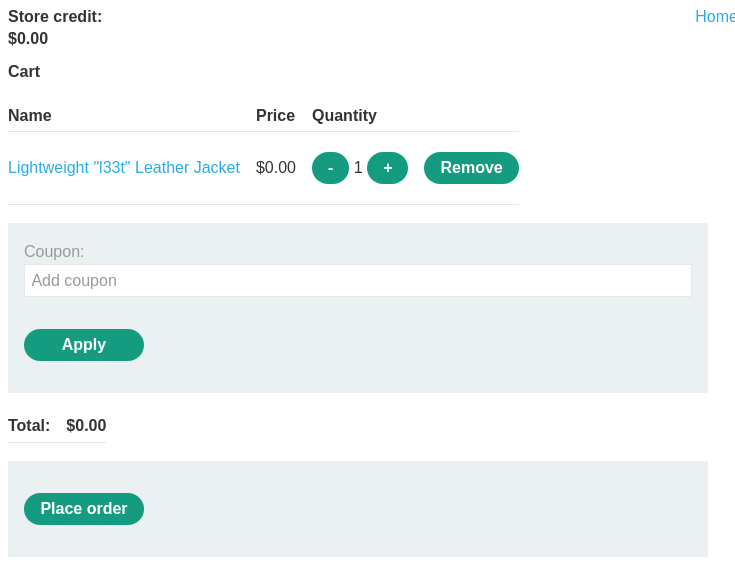 Store credit:
Home
$0.00
Cart
Name Price Quantity
Lightweight "l33t" Leather Jacket $0.00 - 1 + Remove
Coupon:
Add coupon
Apply
Total: $0.00
Place order